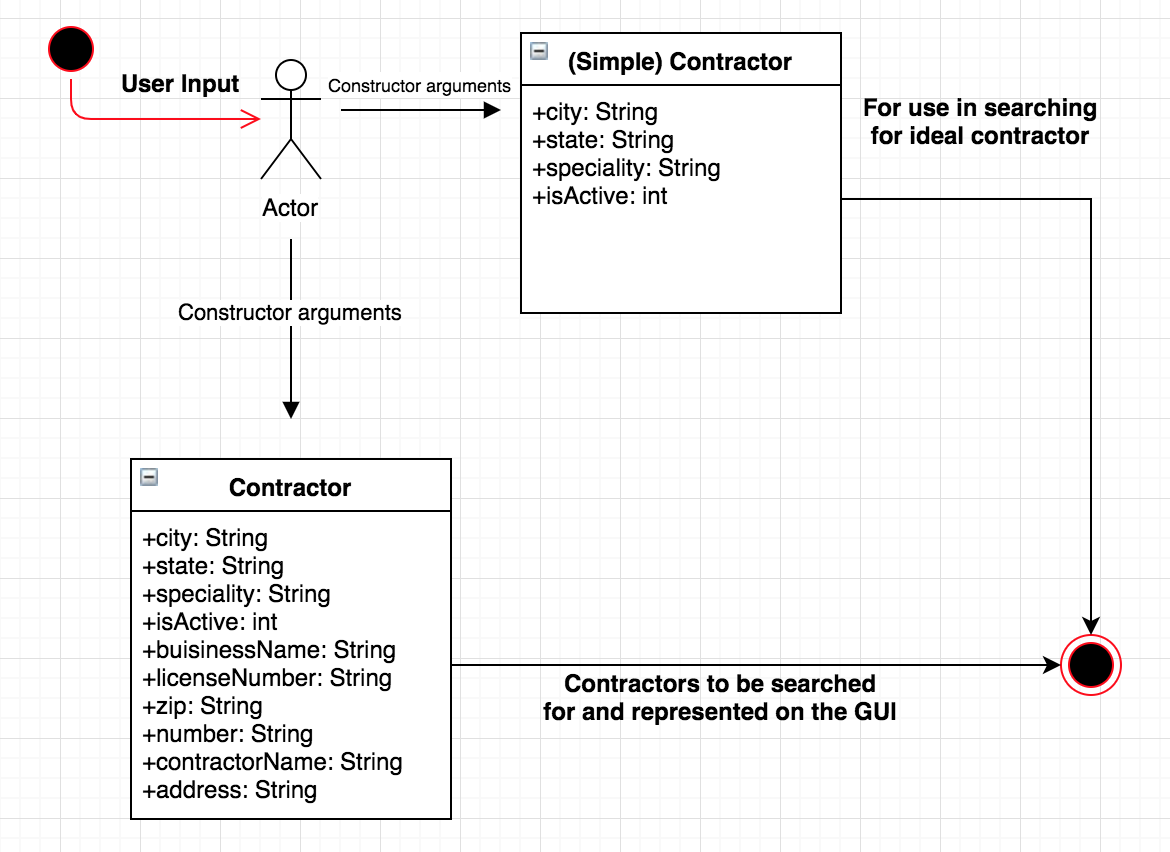 User Input
Actor
Constructor arguments
(Simple) Contractor
+city: String
+state: String
+speciality: String
+isActive: int
For use in searching
for ideal contractor
Constructor arguments
Contractor
+city: String
+state: String
+speciality: String
+isActive: int
+buisinessName: String
+licenseNumber: String
+zip: String
+number: String
+contractorName: String
+address: String
Contractors to be searched
for and represented on the GUI